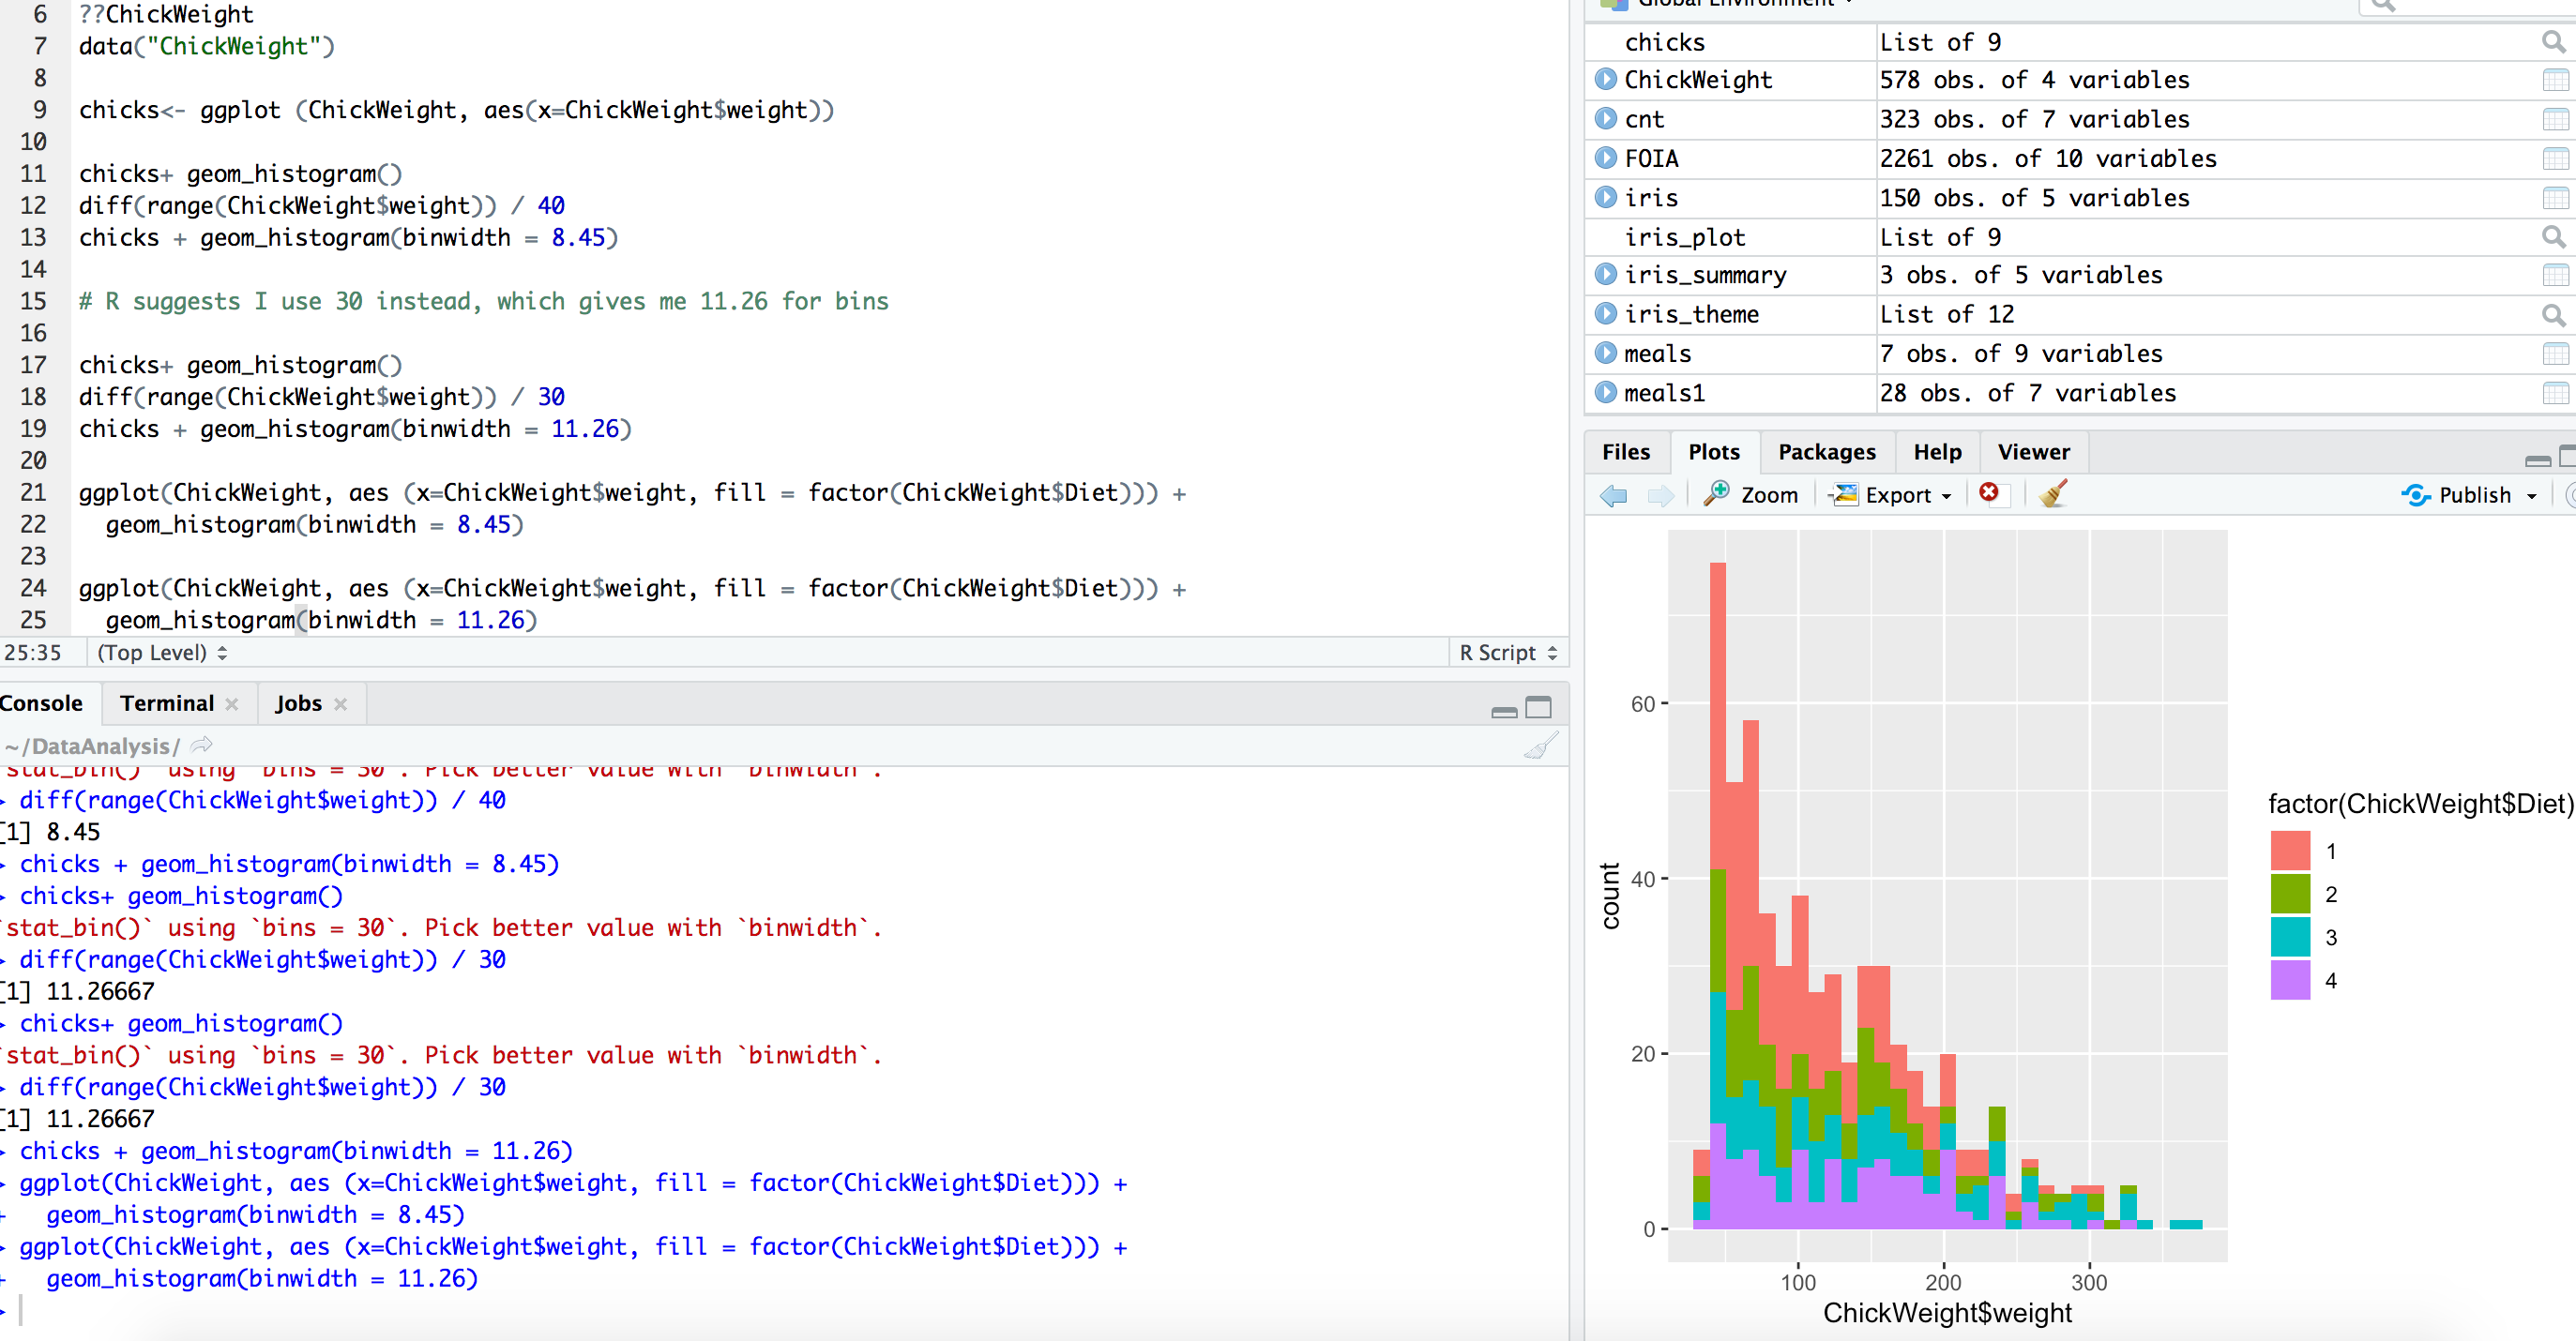 6 ??ChickWeight
7 data("ChickWeight")
8
9 chicks<- ggplot (ChickWeight, aes(x=ChickWeight$weight))
10
11 chicks+ geom_histogram()
12 diff(range(ChickWeight$weight)) / 40
13 chicks + geom_histogram(binwidth = 8.45)
14
15 # R suggests I use 30 instead, which gives me 11.26 for bins
16
17 chicks+ geom_histogram()
18 diff(range(ChickWeight$weight)) / 30
19 chicks + geom_histogram(binwidth = 11.26)
20
21 ggplot(ChickWeight, aes (x=ChickWeight$weight, fill = factor(ChickWeight$Diet))) +
22 geom_histogram(binwidth = 8.45)
23
24 ggplot(ChickWeight, aes (x=ChickWeight$weight, fill = factor(ChickWeight$Diet))) +
25 geom_histogram(binwidth = 11.26)
25:35 (Top Level) R Script
Console Terminal Jobs
~/DataAnalysis/
`stat_bin()` using `bins = 30`. Pick better value with `binwidth`.
> diff(range(ChickWeight$weight)) / 40
[1] 8.45
> chicks + geom_histogram(binwidth = 8.45)
> chicks+ geom_histogram()
`stat_bin()` using `bins = 30`. Pick better value with `binwidth`.
> diff(range(ChickWeight$weight)) / 30
[1] 11.26667
> chicks+ geom_histogram()
`stat_bin()` using `bins = 30`. Pick better value with `binwidth`.
> diff(range(ChickWeight$weight)) / 30
[1] 11.26667
> chicks + geom_histogram(binwidth = 11.26)
> ggplot(ChickWeight, aes (x=ChickWeight$weight, fill = factor(ChickWeight$Diet))) +
+ geom_histogram(binwidth = 8.45)
> ggplot(ChickWeight, aes (x=ChickWeight$weight, fill = factor(ChickWeight$Diet))) +
+ geom_histogram(binwidth = 11.26)
>
Global Environment
chicks List of 9
ChickWeight 578 obs. of 4 variables
cnt 323 obs. of 7 variables
FOIA 2261 obs. of 10 variables
iris 150 obs. of 5 variables
iris_plot List of 9
iris_summary 3 obs. of 5 variables
iris_theme List of 12
meals 7 obs. of 9 variables
meals1 28 obs. of 7 variables
Files Plots Packages Help Viewer
Zoom Export Publish
60
40
20
0
count
100 200 300
ChickWeight$weight
factor(ChickWeight$Diet)
1
2
3
4